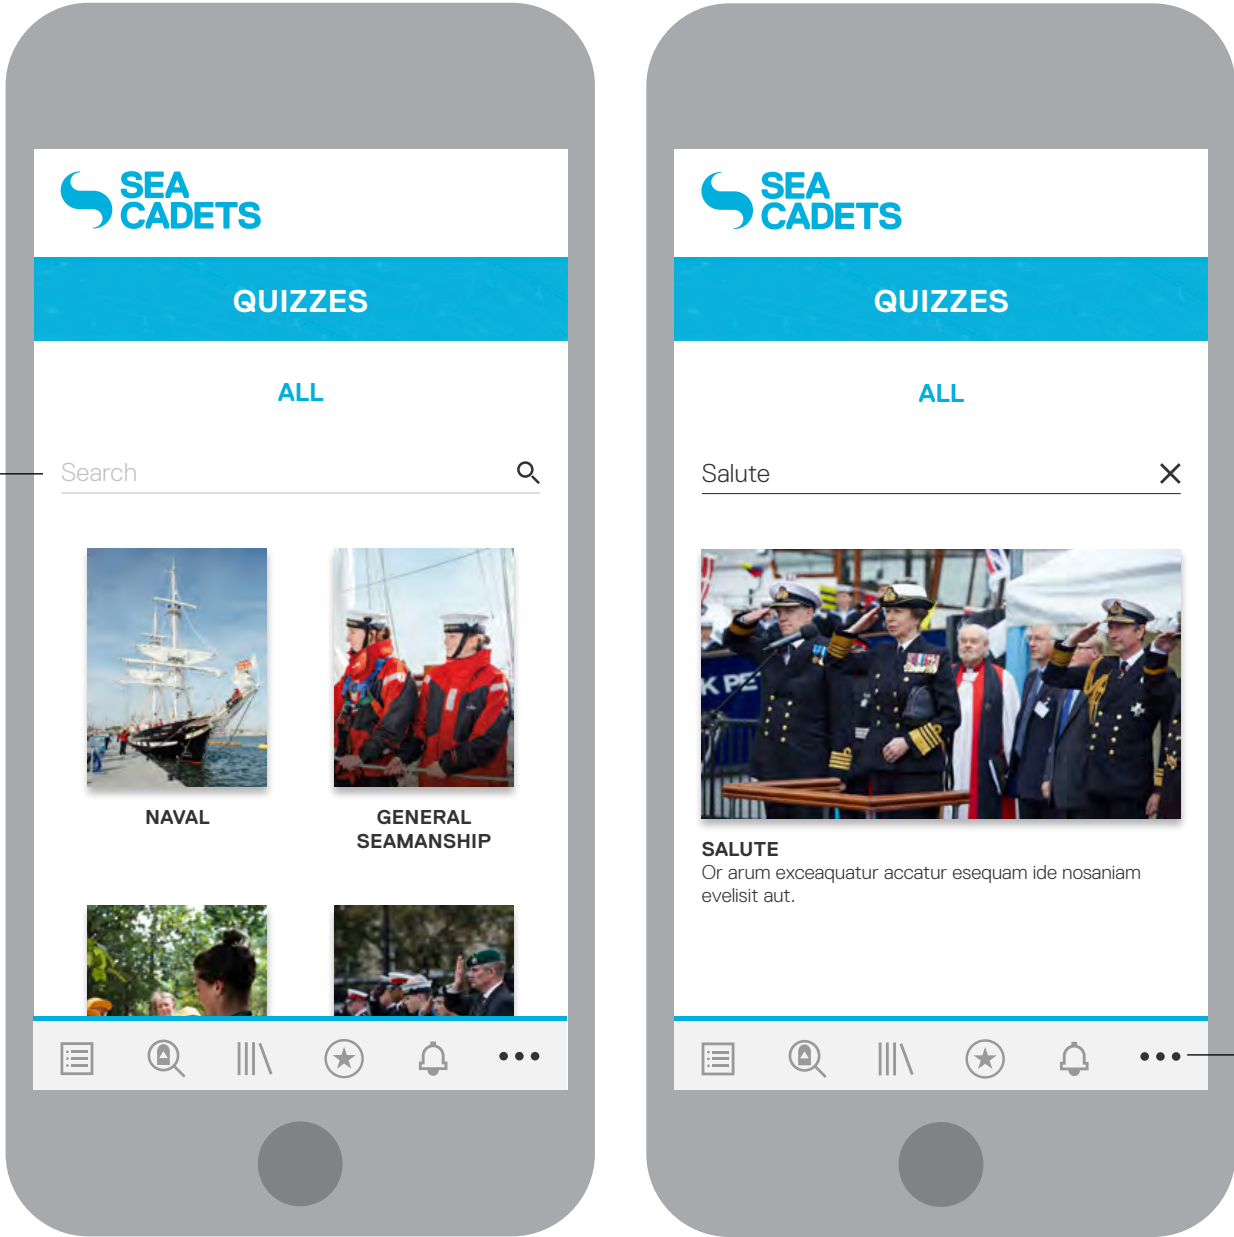 SEA
CADETS
QUIZZES
ALL
Search
NAVAL
GENERAL
SEAMANSHIP
SEA
CADETS
QUIZZES
ALL
Salute
K PE
SALUTE
Or arum exceaquatur accatur esequam ide nosaniam
evelisit aut.